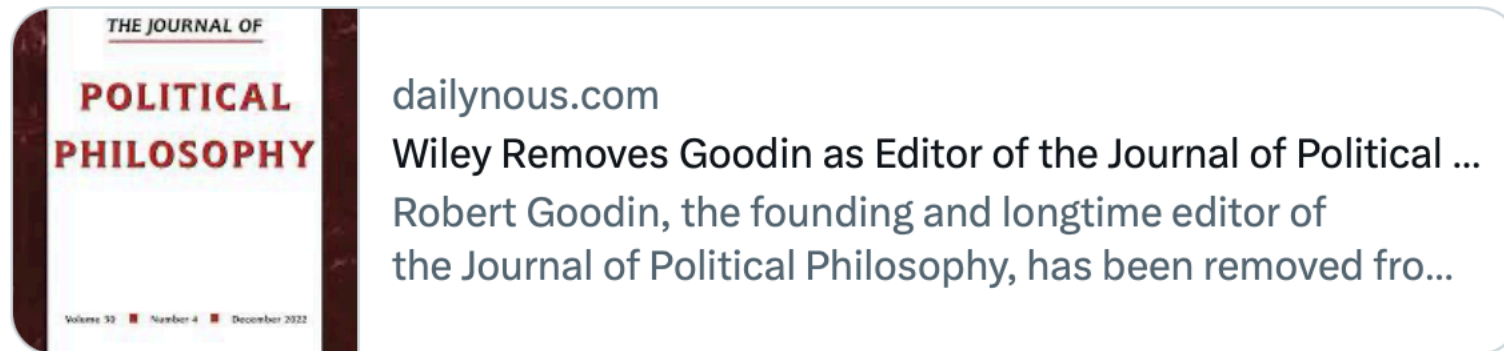 THE JOURNAL OF
POLITICAL
PHILOSOPHY
Volume 30 ■ Number 4 ■ December 2022
dailynous.com
Wiley Removes Goodin as Editor of the Journal of Political ...
Robert Goodin, the founding and longtime editor of
the Journal of Political Philosophy, has been removed fro...